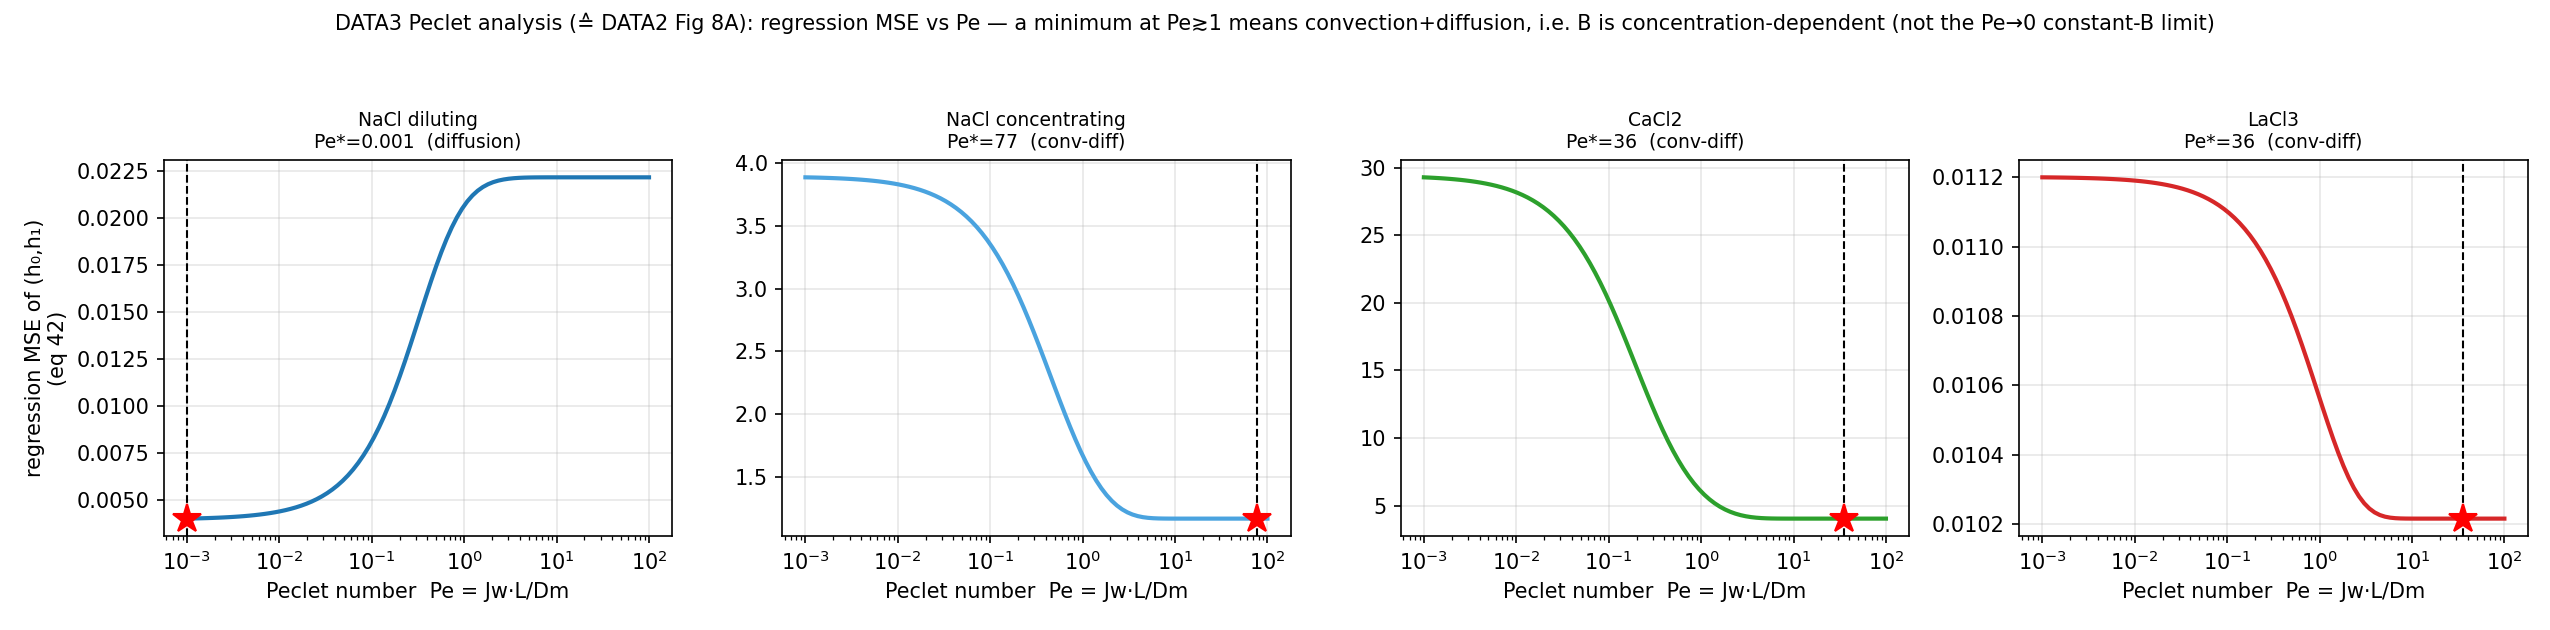 DATA3 Peclet analysis (≙ DATA2 Fig 8A): regression MSE vs Pe — a minimum at Pe≳1 means convection+diffusion, i.e. B is concentration-dependent (not the Pe→0 constant-B limit)
NaCl diluting
Pe*=0.001 (diffusion)
regression MSE of (h₀,h₁)
(eq 42)
0.0225
0.0200
0.0175
0.0150
0.0125
0.0100
0.0075
0.0050
10⁻³ 10⁻² 10⁻¹ 10⁰ 10¹ 10²
Peclet number Pe = Jw·L/Dm
NaCl concentrating
Pe*=77 (conv-diff)
4.0
3.5
3.0
2.5
2.0
1.5
10⁻³ 10⁻² 10⁻¹ 10⁰ 10¹ 10²
Peclet number Pe = Jw·L/Dm
CaCl2
Pe*=36 (conv-diff)
30
25
20
15
10
5
10⁻³ 10⁻² 10⁻¹ 10⁰ 10¹ 10²
Peclet number Pe = Jw·L/Dm
LaCl3
Pe*=36 (conv-diff)
0.0112
0.0110
0.0108
0.0106
0.0104
0.0102
10⁻³ 10⁻² 10⁻¹ 10⁰ 10¹ 10²
Peclet number Pe = Jw·L/Dm